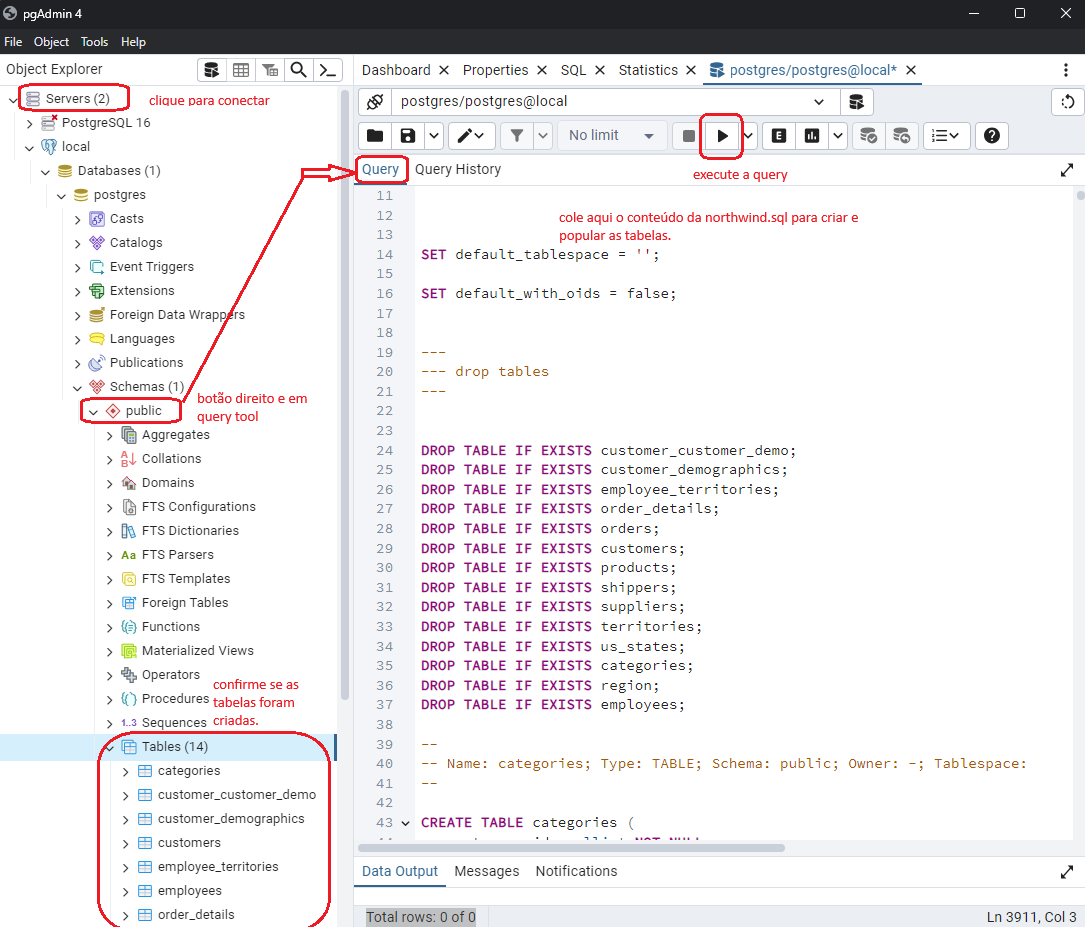 pgAdmin 4
File Object Tools Help
Object Explorer
Servers (2)
clique para conectar
PostgreSQL 16
local
Databases (1)
postgres
Casts
Catalogs
Event Triggers
Extensions
Foreign Data Wrappers
Languages
Publications
Schemas (1)
public
botão direito e em
query tool
Aggregates
Collations
Domains
FTS Configurations
FTS Dictionaries
Aa FTS Parsers
FTS Templates
Foreign Tables
Functions
Materialized Views
Operators
Procedures
1..3 Sequences
confirme se as
tabelas foram
criadas.
Tables (14)
categories
customer_customer_demo
customer_demographics
customers
employee_territories
employees
order_details
Dashboard Properties SQL Statistics postgres/postgres@local*
postgres/postgres@local
No limit
E
Query Query History
execute a query
cole aqui o conteúdo da northwind.sql para criar e
popular as tabelas.
11
12
13
14 SET default_tablespace = '';
15
16 SET default_with_oids = false;
17
18
19 ---
20 --- drop tables
21 ---
22
23
24 DROP TABLE IF EXISTS customer_customer_demo;
25 DROP TABLE IF EXISTS customer_demographics;
26 DROP TABLE IF EXISTS employee_territories;
27 DROP TABLE IF EXISTS order_details;
28 DROP TABLE IF EXISTS orders;
29 DROP TABLE IF EXISTS customers;
30 DROP TABLE IF EXISTS products;
31 DROP TABLE IF EXISTS shippers;
32 DROP TABLE IF EXISTS suppliers;
33 DROP TABLE IF EXISTS territories;
34 DROP TABLE IF EXISTS us_states;
35 DROP TABLE IF EXISTS categories;
36 DROP TABLE IF EXISTS region;
37 DROP TABLE IF EXISTS employees;
38
39 --
40 -- Name: categories; Type: TABLE; Schema: public; Owner: -; Tablespace:
41 --
42
43 CREATE TABLE categories (
Data Output Messages Notifications
Total rows: 0 of 0
Ln 3911, Col 3